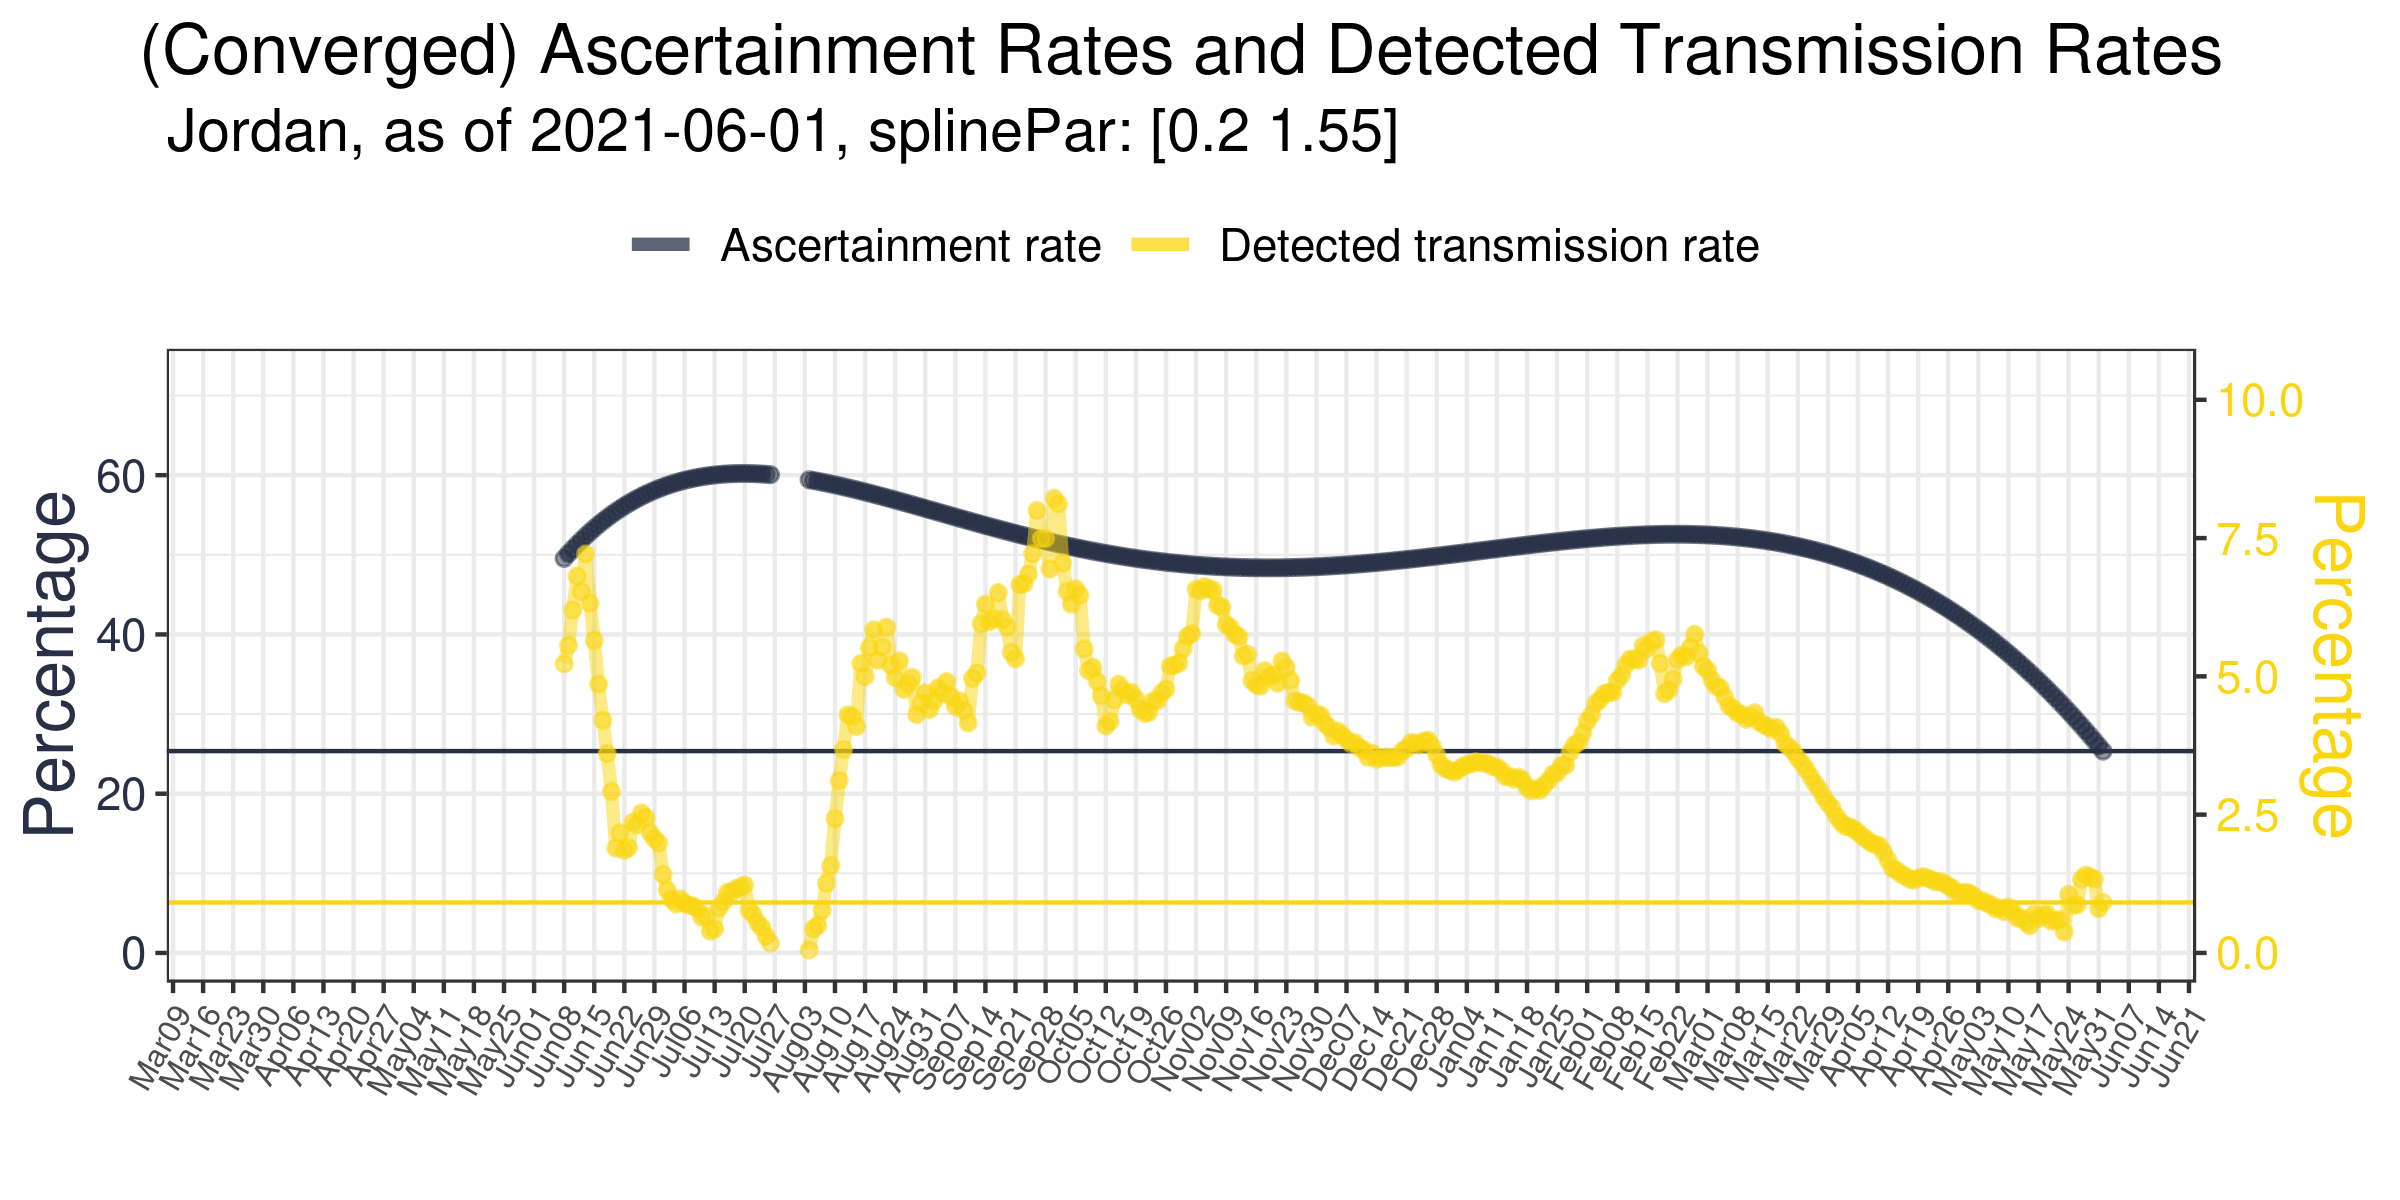 (Converged) Ascertainment Rates and Detected Transmission Rates
Jordan, as of 2021-06-01, splinePar: [0.2 1.55]
Ascertainment rate
Detected transmission rate
Percentage
60
40
20
0
10.0
7.5
5.0
2.5
0.0
Percentage
Mar09
Mar16
Mar23
Mar30
Apr06
Apr13
Apr20
Apr27
May04
May11
May18
May25
Jun01
Jun08
Jun15
Jun22
Jun29
Jul06
Jul13
Jul20
Jul27
Aug03
Aug10
Aug17
Aug24
Aug31
Sep07
Sep14
Sep21
Sep28
Oct05
Oct12
Oct19
Oct26
Nov02
Nov09
Nov16
Nov23
Nov30
Dec07
Dec14
Dec21
Dec28
Jan04
Jan11
Jan18
Jan25
Feb01
Feb08
Feb15
Feb22
Mar01
Mar08
Mar15
Mar22
Mar29
Apr05
Apr12
Apr19
Apr26
May03
May10
May17
May24
May31
Jun07
Jun14
Jun21